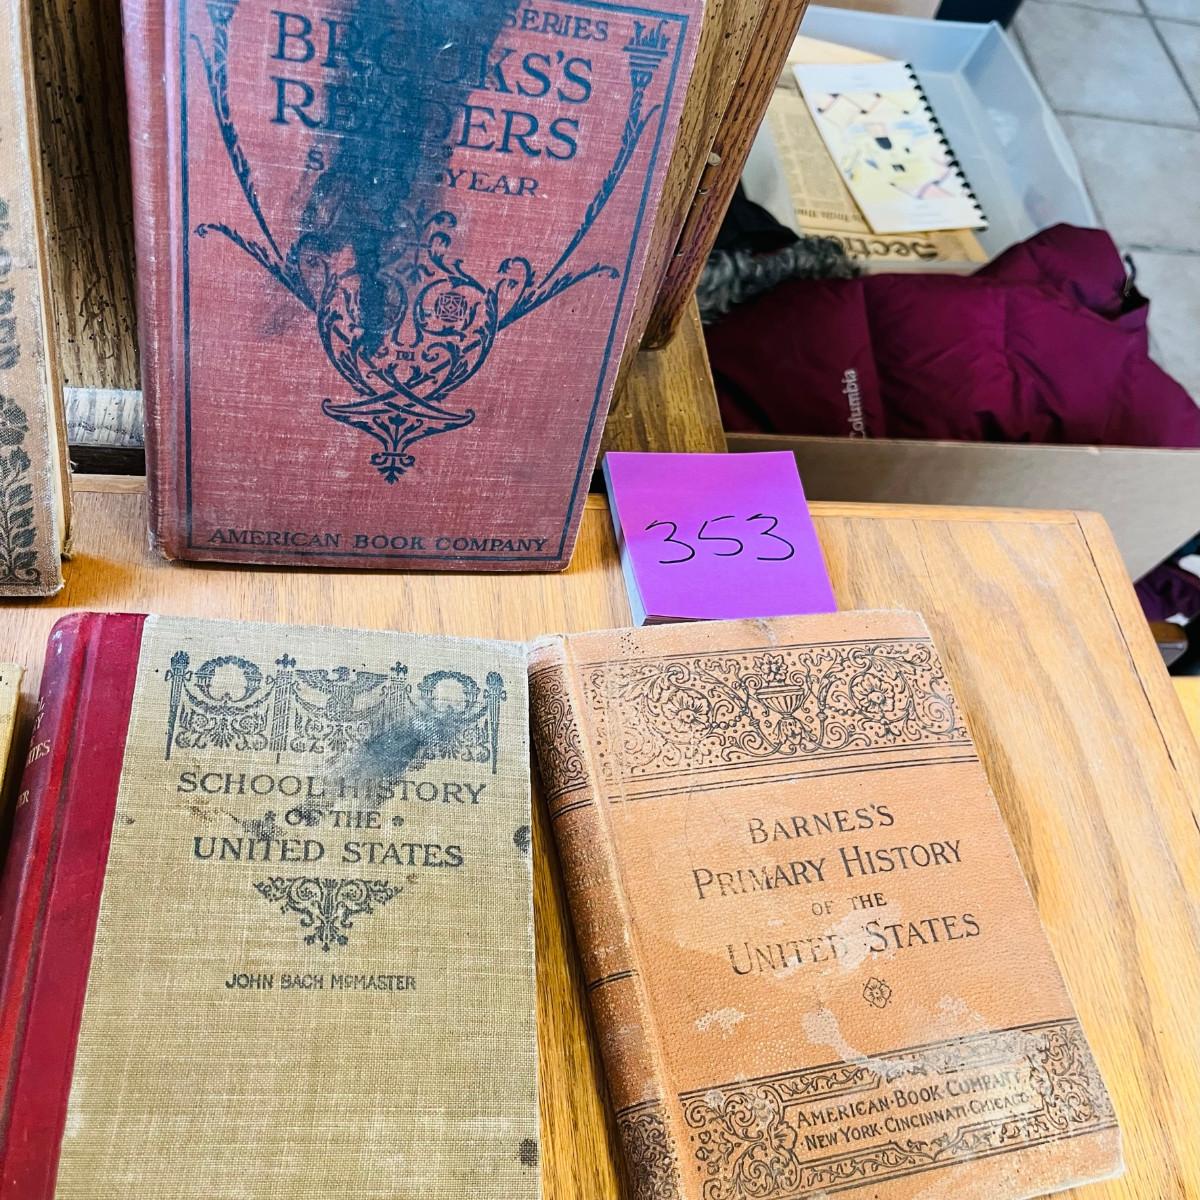 SERIES
BROOKS'S
READERS
YEAR
AMERICAN BOOK COMPANY
353
Section
Columbia
SCHOOL HISTORY
OF THE
UNITED STATES
JOHN BACH McMASTER
BARNES'S
PRIMARY HISTORY
OF THE
UNITED STATES
AMERICAN·BOOK·COMPANY
NEW YORK·CINCINNATI·CHICAGO